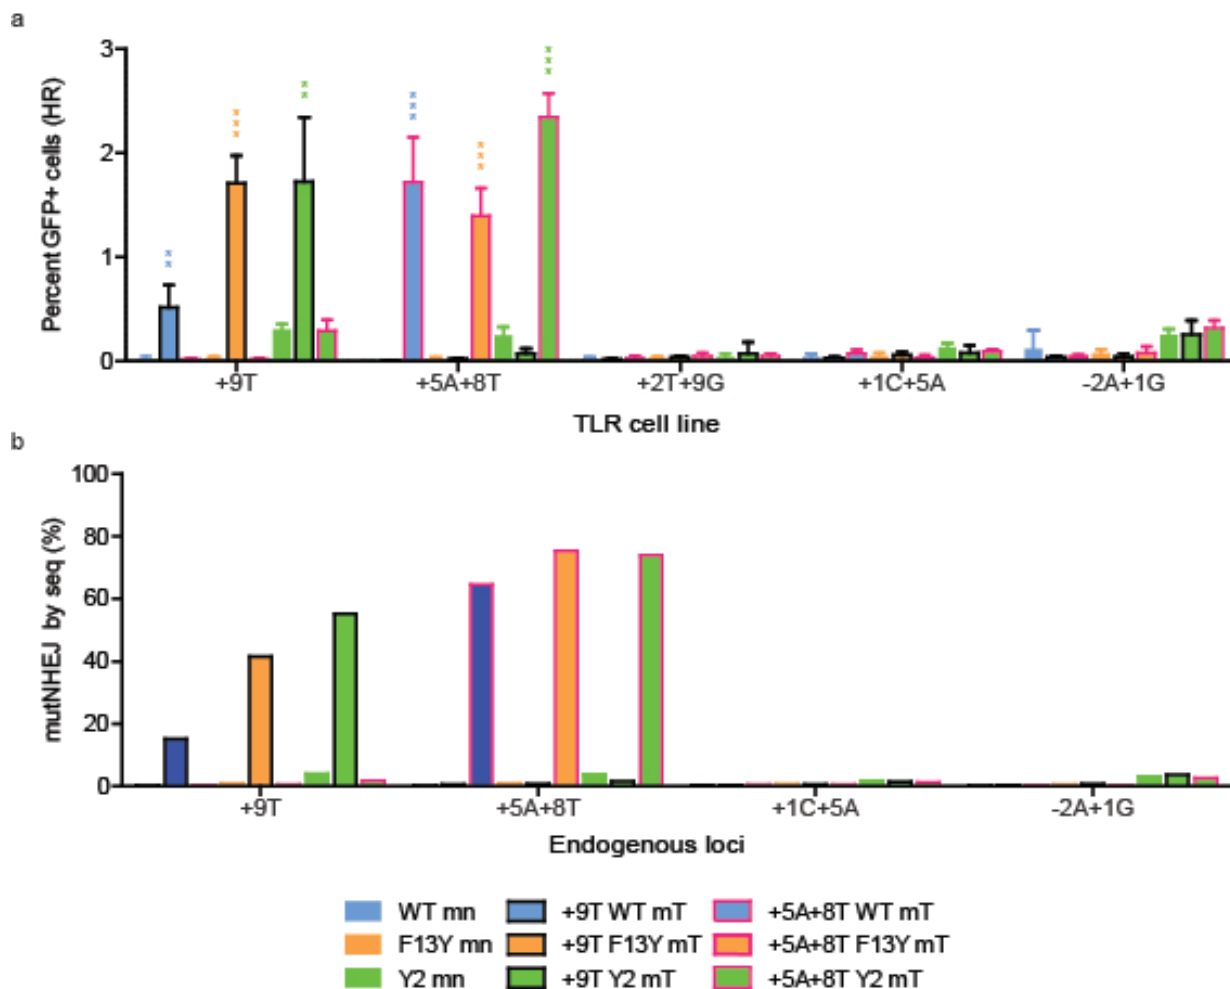 a
Percent GFP+ cells (HR)
3
2
1
0
** *** ** *** *** ***
+9T +5A+8T +2T+9G +1C+5A -2A+1G
TLR cell line
b
mutNHEJ by seq (%)
100
80
60
40
20
0
+9T +5A+8T +1C+5A -2A+1G
Endogenous loci
WT mn +9T WT mT +5A+8T WT mT
F13Y mn +9T F13Y mT +5A+8T F13Y mT
Y2 mn +9T Y2 mT +5A+8T Y2 mT